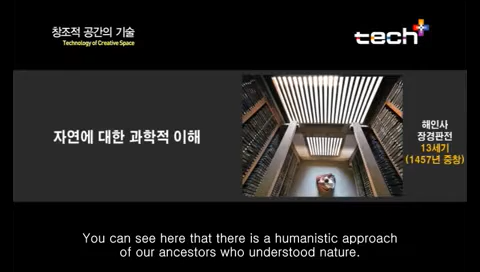 창조적 공간의 기술
Technology of Creative Space
tech+
자연에 대한 과학적 이해
해인사
장경판전
13세기
(1457년 중창)
You can see here that there is a humanistic approach
of our ancestors who understood nature.